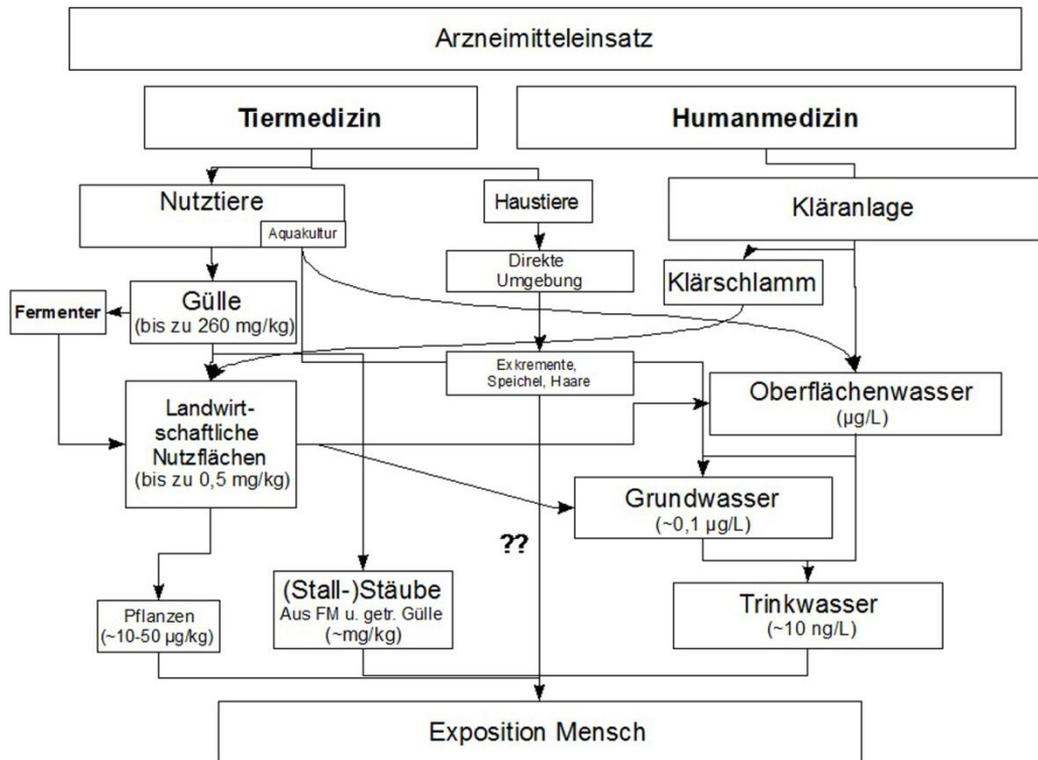 Arzneimitteleinsatz
Tiermedizin
Humanmedizin
Nutztiere
Aquakultur
Haustiere
Kläranlage
Direkte
Umgebung
Klärschlamm
Fermenter
Gülle
(bis zu 260 mg/kg)
Exkremente,
Speichel, Haare
Oberflächenwasser
(µg/L)
Landwirt-
schaftliche
Nutzflächen
(bis zu 0,5 mg/kg)
Grundwasser
(~0,1 µg/L)
??
(Stall-)Stäube
Aus FM u. getr. Gülle
(~mg/kg)
Pflanzen
(~10-50 µg/kg)
Trinkwasser
(~10 ng/L)
Exposition Mensch